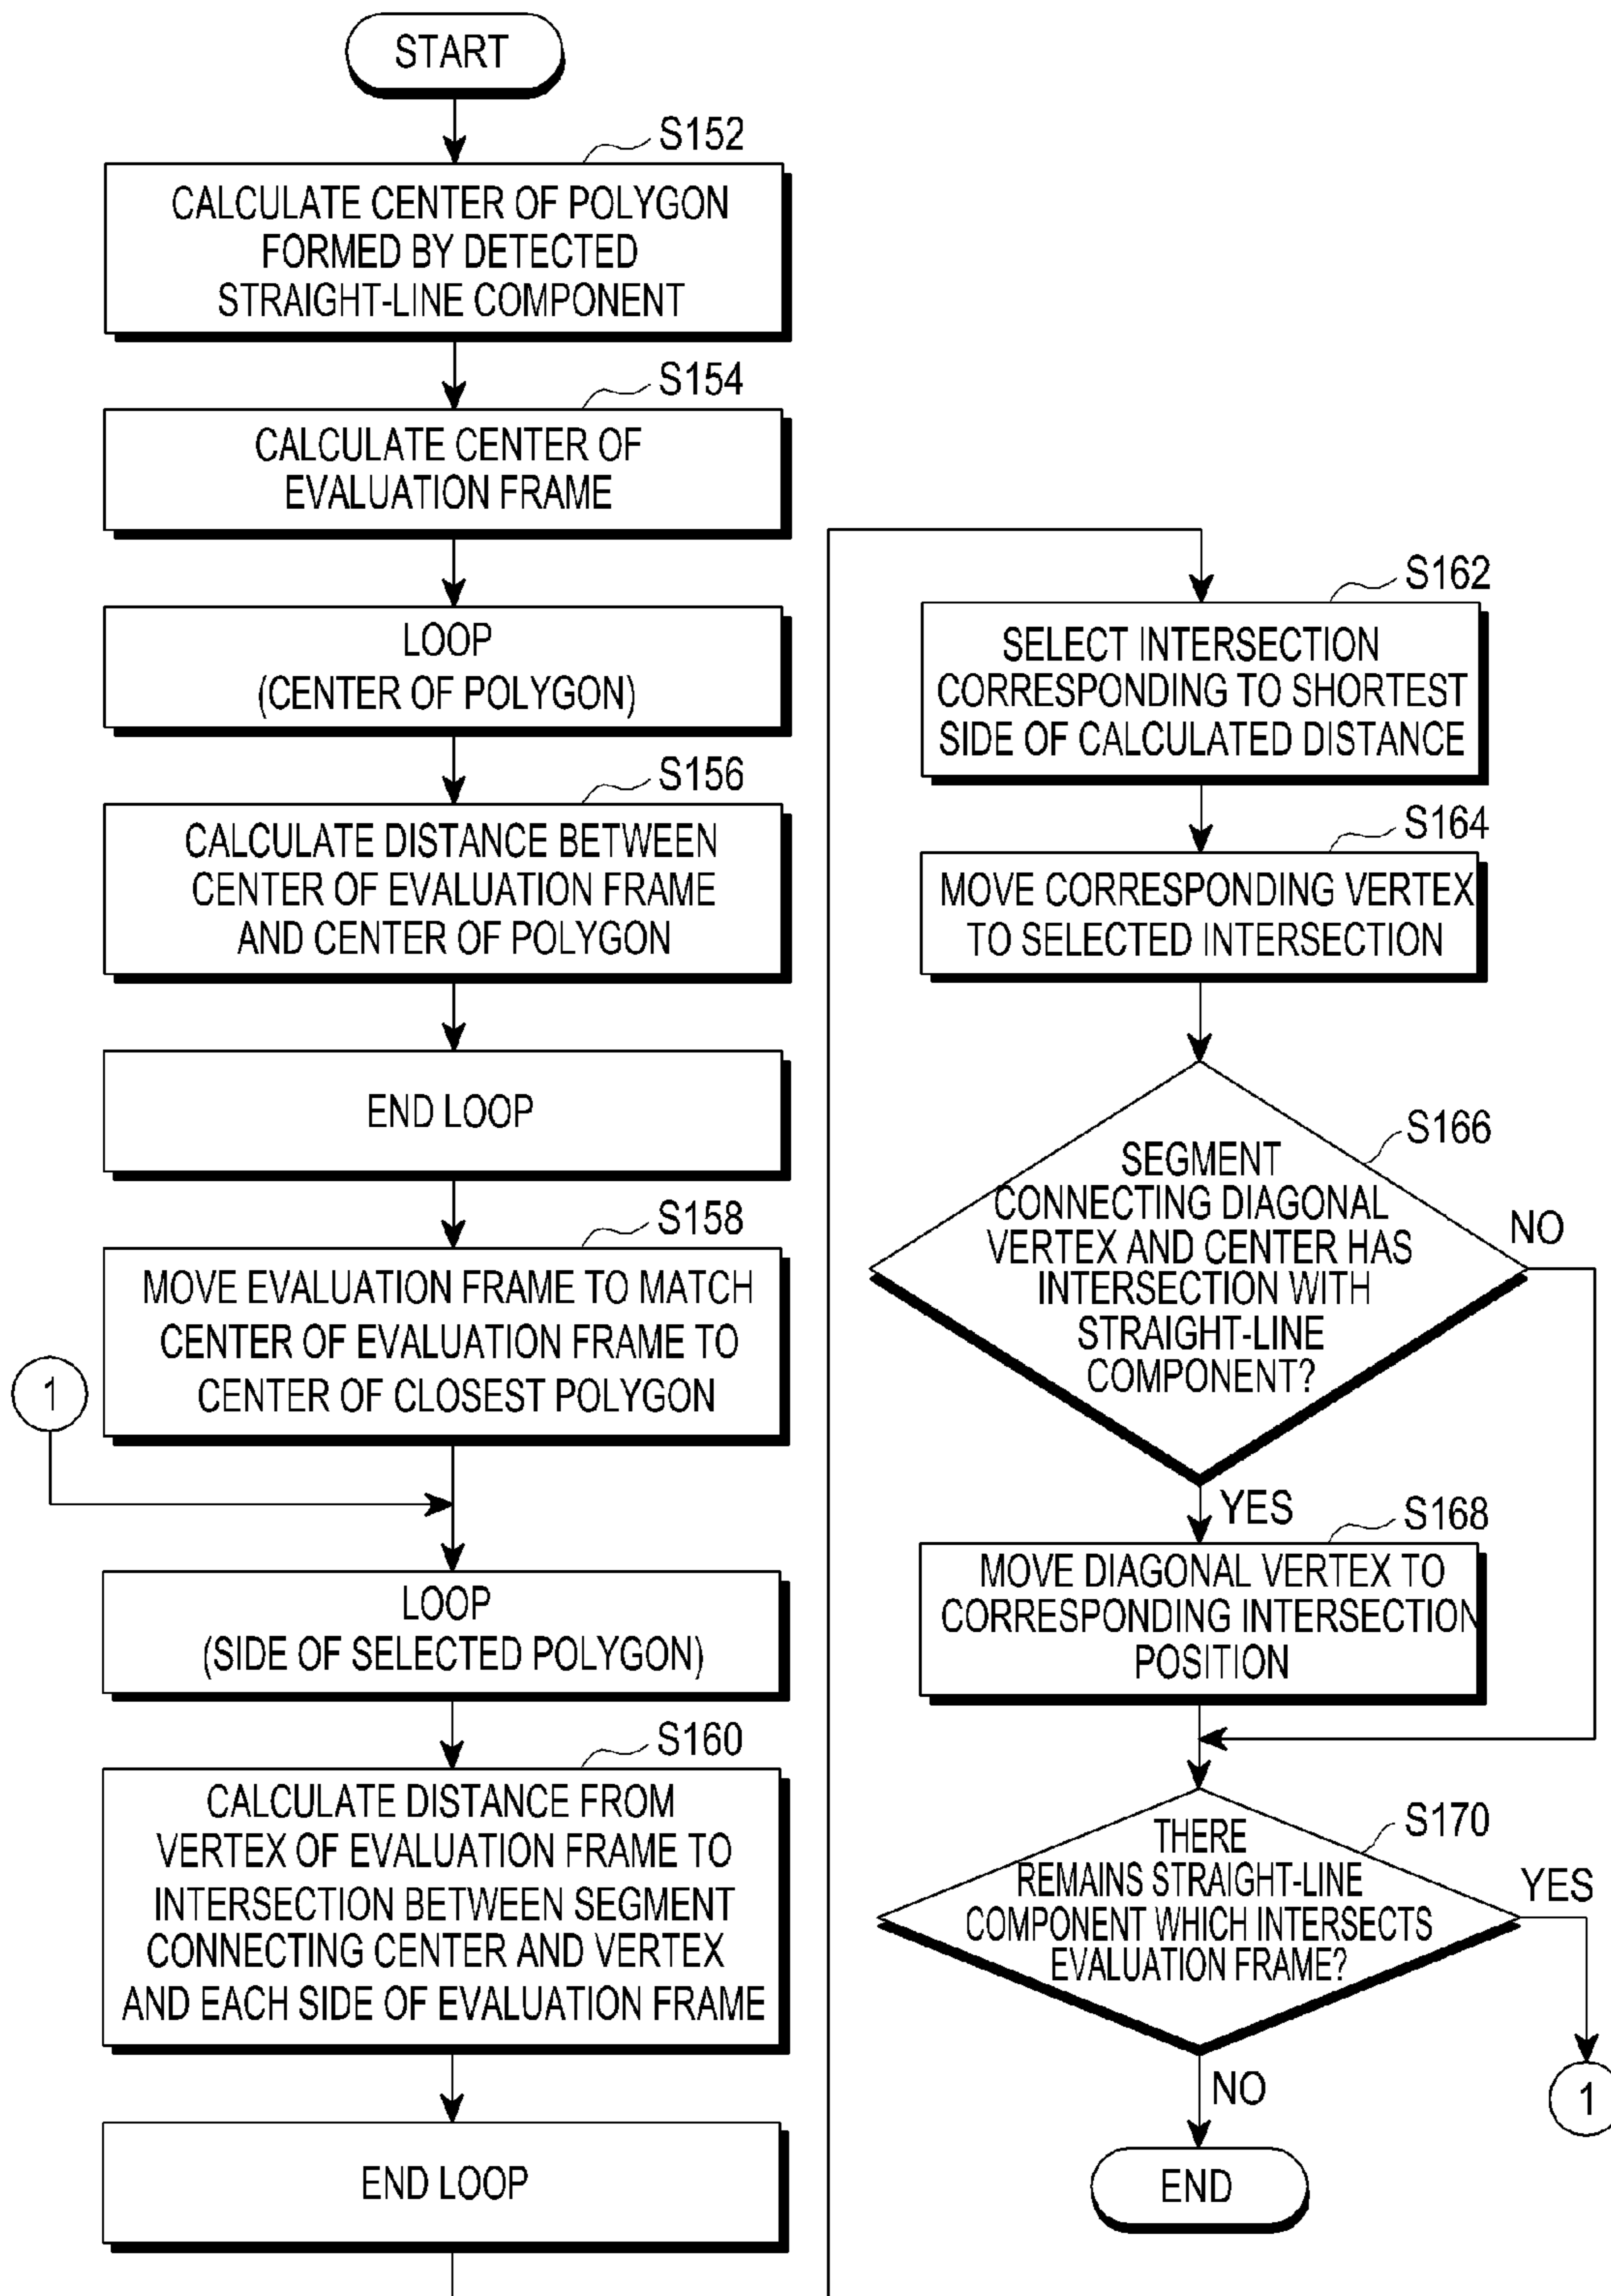 START
S152
CALCULATE CENTER OF POLYGON
FORMED BY DETECTED
STRAIGHT-LINE COMPONENT
S154
CALCULATE CENTER OF
EVALUATION FRAME
LOOP
(CENTER OF POLYGON)
S156
CALCULATE DISTANCE BETWEEN
CENTER OF EVALUATION FRAME
AND CENTER OF POLYGON
END LOOP
S158
MOVE EVALUATION FRAME TO MATCH
CENTER OF EVALUATION FRAME TO
CENTER OF CLOSEST POLYGON
1
LOOP
(SIDE OF SELECTED POLYGON)
S160
CALCULATE DISTANCE FROM
VERTEX OF EVALUATION FRAME TO
INTERSECTION BETWEEN SEGMENT
CONNECTING CENTER AND VERTEX
AND EACH SIDE OF EVALUATION FRAME
END LOOP
S162
SELECT INTERSECTION
CORRESPONDING TO SHORTEST
SIDE OF CALCULATED DISTANCE
S164
MOVE CORRESPONDING VERTEX
TO SELECTED INTERSECTION
S166
SEGMENT
CONNECTING DIAGONAL
VERTEX AND CENTER HAS
INTERSECTION WITH
STRAIGHT-LINE
COMPONENT?
NO
YES
S168
MOVE DIAGONAL VERTEX TO
CORRESPONDING INTERSECTION
POSITION
S170
THERE
REMAINS STRAIGHT-LINE
COMPONENT WHICH INTERSECTS
EVALUATION FRAME?
YES
NO
1
END